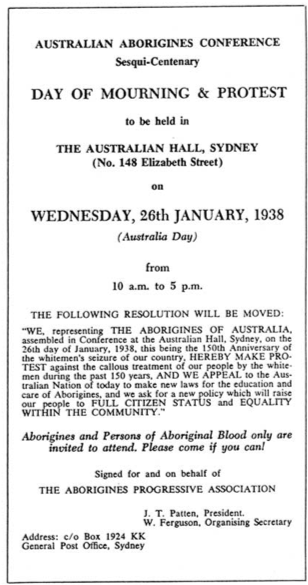 AUSTRALIAN ABORIGINES CONFERENCE
Sesqui-Centenary
DAY OF MOURNING & PROTEST
to be held in
THE AUSTRALIAN HALL, SYDNEY
(No. 148 Elizabeth Street)
on
WEDNESDAY, 26th JANUARY, 1938
(Australia Day)
from
10 a.m. to 5 p.m.
THE FOLLOWING RESOLUTION WILL BE MOVED:
"WE, representing THE ABORIGINES OF AUSTRALIA,
assembled in Conference at the Australian Hall, Sydney, on the
26th day of January, 1938, this being the 150th Anniversary of
the whitemen's seizure of our country, HEREBY MAKE PRO-
TEST against the callous treatment of our people by the white-
men during the past 150 years, AND WE APPEAL to the Aus-
tralian Nation of today to make new laws for the education and
care of Aborigines, and we ask for a new policy which will raise
our people to FULL CITIZEN STATUS and EQUALITY
WITHIN THE COMMUNITY."
Aborigines and Persons of Aboriginal Blood only are
invited to attend. Please come if you can!
Signed for and on behalf of
THE ABORIGINES PROGRESSIVE ASSOCIATION
J. T. Patten, President.
W. Ferguson, Organising Secretary
Address: c/o Box 1924 KK
General Post Office, Sydney